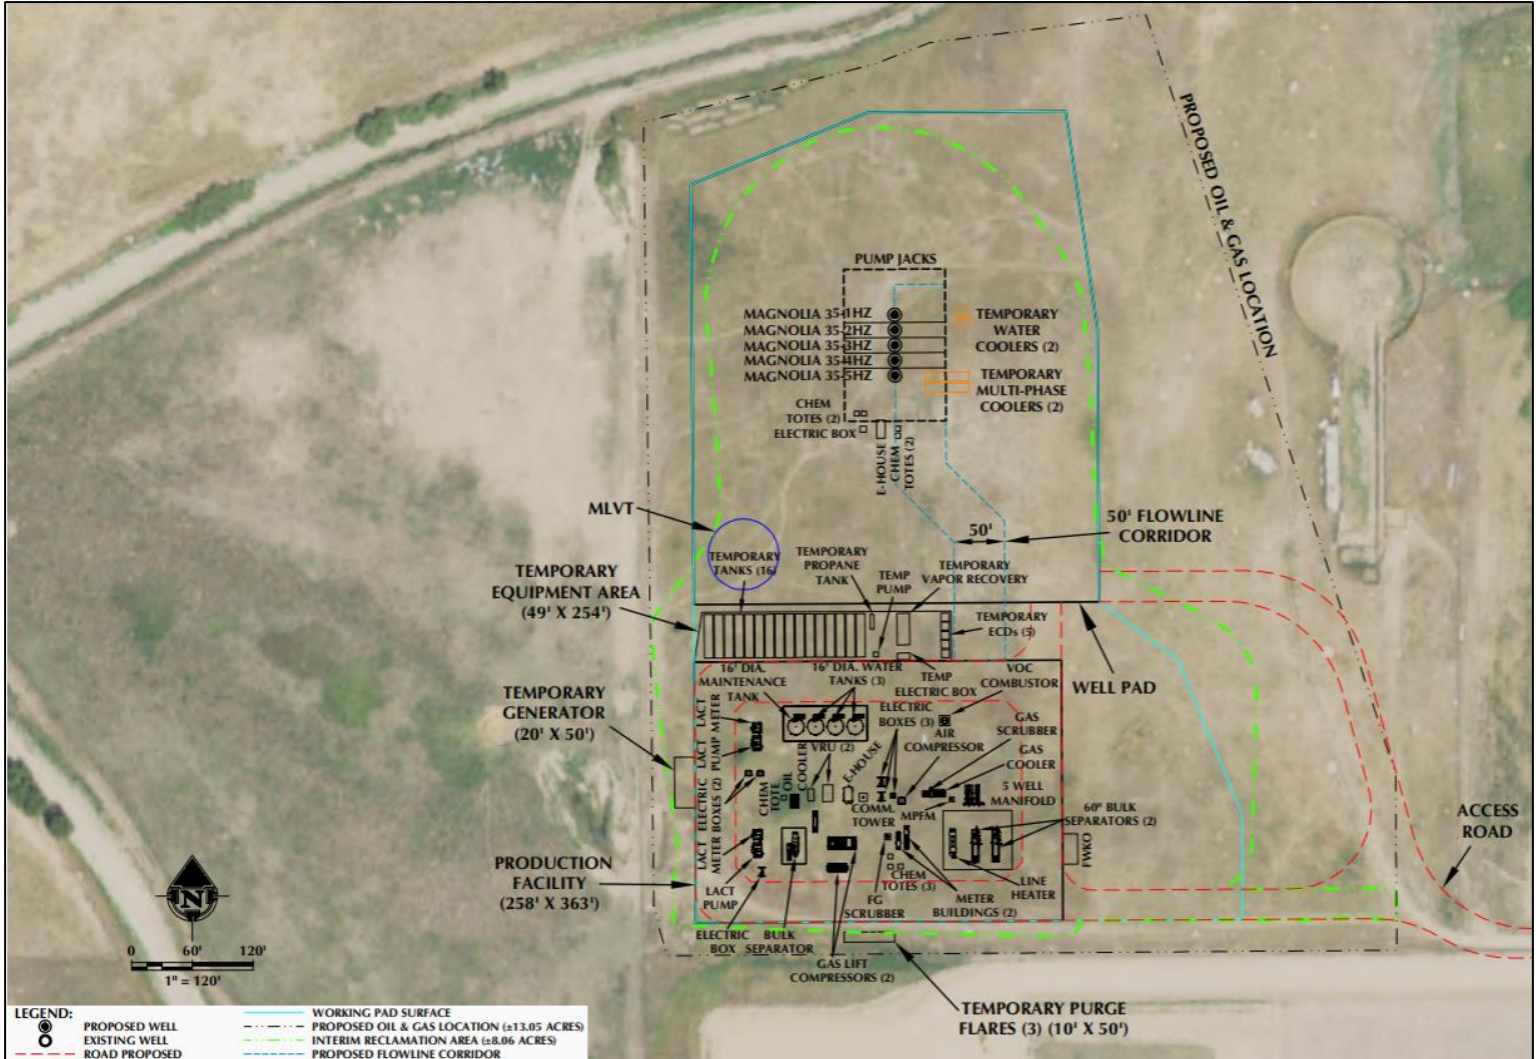 PROPOSED OIL & GAS LOCATION
PUMP JACKS
MAGNOLIA 35-1HZ
MAGNOLIA 35-2HZ
MAGNOLIA 35-3HZ
MAGNOLIA 35-4HZ
MAGNOLIA 35-5HZ
TEMPORARY
WATER
COOLERS (2)
TEMPORARY
MULTI-PHASE
COOLERS (2)
CHEM
TOTES (2)
ELECTRIC BOX
E-HOUSE
CHEM
TOTES (2)
MLVT
50'
50' FLOWLINE
CORRIDOR
TEMPORARY
TANKS (16)
TEMPORARY
PROPANE
TANK
TEMP
PUMP
TEMPORARY
VAPOR RECOVERY
TEMPORARY
EQUIPMENT AREA
(49' X 254')
TEMPORARY
ECDs (5)
16' DIA.
MAINTENANCE
TANK
16' DIA. WATER
TANKS (3)
TEMP
ELECTRIC BOX
VOC
COMBUSTOR
WELL PAD
TEMPORARY
GENERATOR
(20' X 50')
LACT
METER
LACT
PUMP
ELECTRIC
BOXES (2)
LACT
METER
CHEM
TOTE
OIL
COOLER
VRU (2)
E-HOUSE
ELECTRIC
BOXES (3)
AIR
COMPRESSOR
GAS
SCRUBBER
GAS
COOLER
5 WELL
MANIFOLD
COMM.
TOWER
MPFM
60" BULK
SEPARATORS (2)
FWKO
ACCESS
ROAD
PRODUCTION
FACILITY
(258' X 363')
LACT
PUMP
CHEM
TOTES (3)
FG
SCRUBBER
METER
BUILDINGS (2)
LINE
HEATER
ELECTRIC
BOX
BULK
SEPARATOR
GAS LIFT
COMPRESSORS (2)
TEMPORARY PURGE
FLARES (3) (10' X 50')
N
0 60' 120'
1" = 120'
LEGEND:
PROPOSED WELL
EXISTING WELL
ROAD PROPOSED
WORKING PAD SURFACE
PROPOSED OIL & GAS LOCATION (±13.05 ACRES)
INTERIM RECLAMATION AREA (±8.06 ACRES)
PROPOSED FLOWLINE CORRIDOR